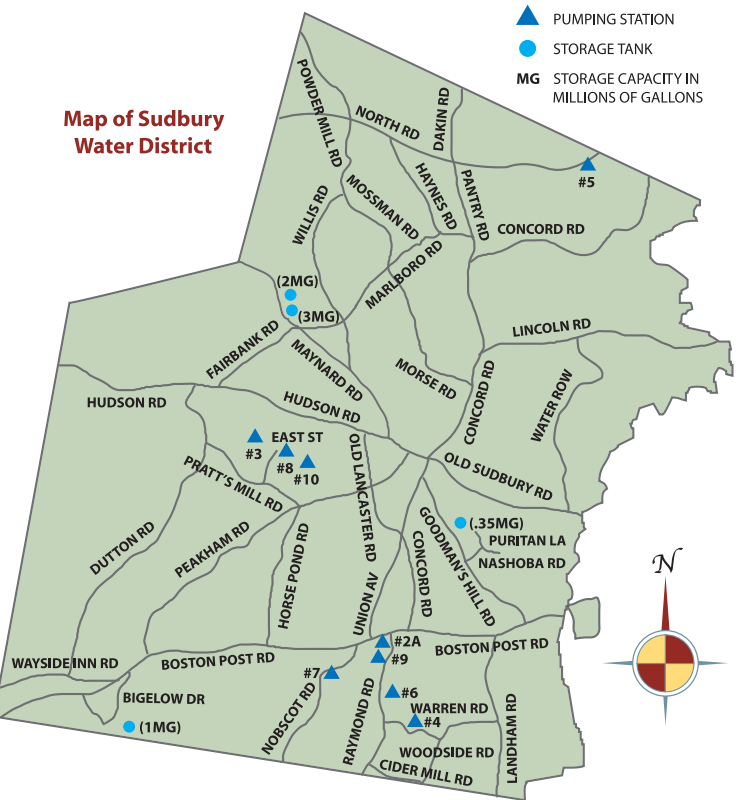 PUMPING STATION
STORAGE TANK
MG STORAGE CAPACITY IN
MILLIONS OF GALLONS
Map of Sudbury
Water District
POWDER MILL RD
NORTH RD
DAKIN RD
#5
HAYNES RD
PANTRY RD
MOSSMAN RD
WILLIS RD
CONCORD RD
MARLBORO RD
(2MG)
(3MG)
LINCOLN RD
FAIRBANK RD
MAYNARD RD
MORSE RD
CONCORD RD
WATER ROW
HUDSON RD
HUDSON RD
EAST ST
#3
#8
#10
OLD LANCASTER RD
OLD SUDBURY RD
PRATT'S MILL RD
GOODMAN'S HILL RD
(.35MG)
PURITAN LA
NASHOBA RD
DUTTON RD
PEAKHAM RD
HORSE POND RD
UNION AV
CONCORD RD
N
#2A
BOSTON POST RD
#9
WAYSIDE INN RD
BOSTON POST RD
#7
#6
BIGELOW DR
NOBSCOT RD
RAYMOND RD
WARREN RD
#4
LANDHAM RD
(1MG)
WOODSIDE RD
CIDER MILL RD